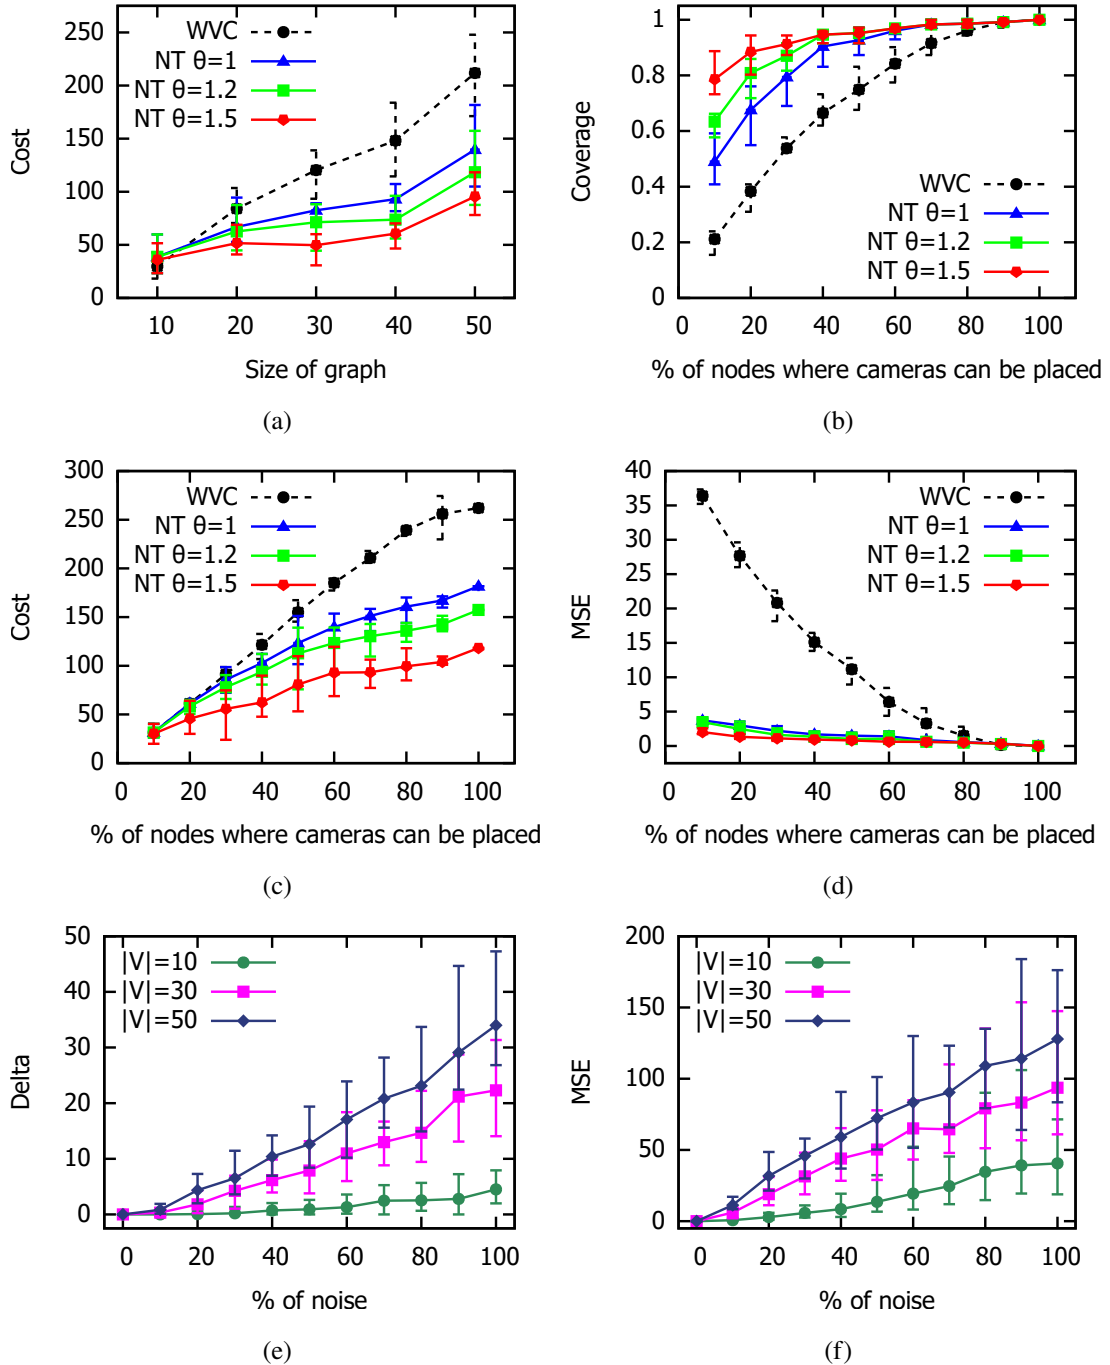 WVC
NT θ=1
NT θ=1.2
NT θ=1.5
250
200
150
100
50
0
Cost
10 20 30 40 50
Size of graph
(a)
1
0.8
0.6
0.4
0.2
0
Coverage
WVC
NT θ=1
NT θ=1.2
NT θ=1.5
0 20 40 60 80 100
% of nodes where cameras can be placed
(b)
300
250
200
150
100
50
0
Cost
WVC
NT θ=1
NT θ=1.2
NT θ=1.5
0 20 40 60 80 100
% of nodes where cameras can be placed
(c)
40
35
30
25
20
15
10
5
0
MSE
WVC
NT θ=1
NT θ=1.2
NT θ=1.5
0 20 40 60 80 100
% of nodes where cameras can be placed
(d)
50
40
30
20
10
0
Delta
|V|=10
|V|=30
|V|=50
0 20 40 60 80 100
% of noise
(e)
200
150
100
50
0
MSE
|V|=10
|V|=30
|V|=50
0 20 40 60 80 100
% of noise
(f)